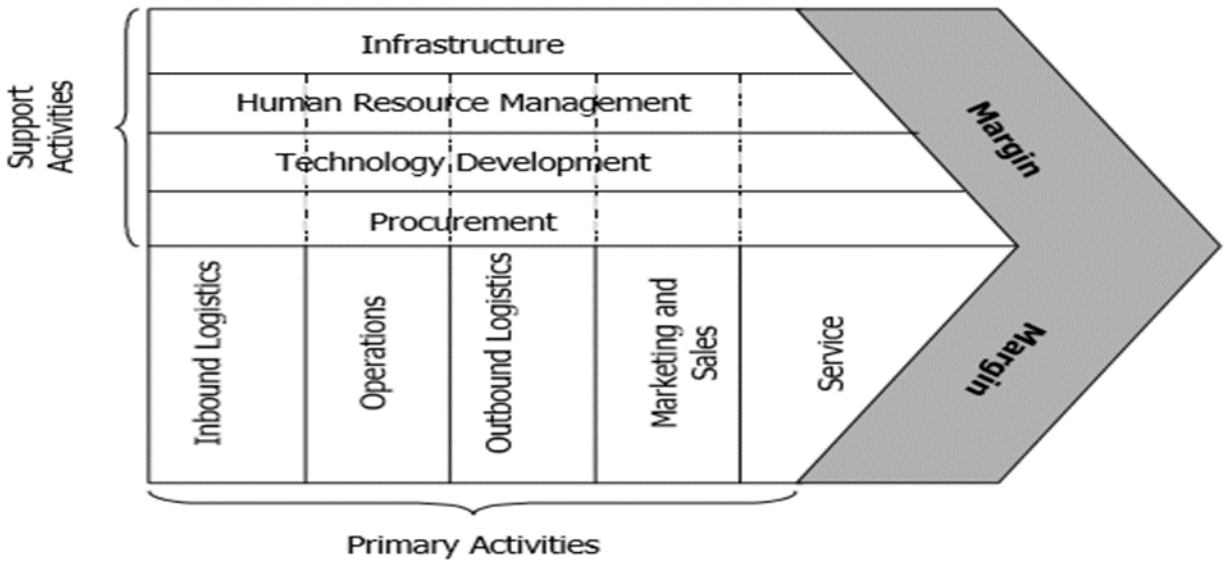 Support
Activities
Infrastructure
Human Resource Management
Technology Development
Procurement
Inbound Logistics
Operations
Outbound Logistics
Marketing and
Sales
Service
Margin
Margin
Primary Activities